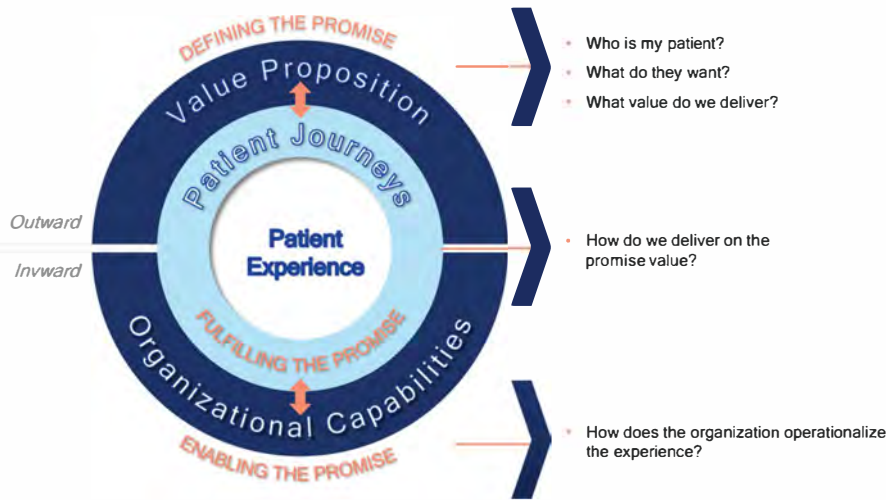 DEFINING THE PROMISE
Value Proposition
Patient Journeys
Patient
Experience
FULFILLING THE PROMISE
Organizational Capabilities
ENABLING THE PROMISE
Outward
Invward
• Who is my patient?
• What do they want?
• What value do we deliver?
• How do we deliver on the
promise value?
• How does the organization operationalize
the experience?